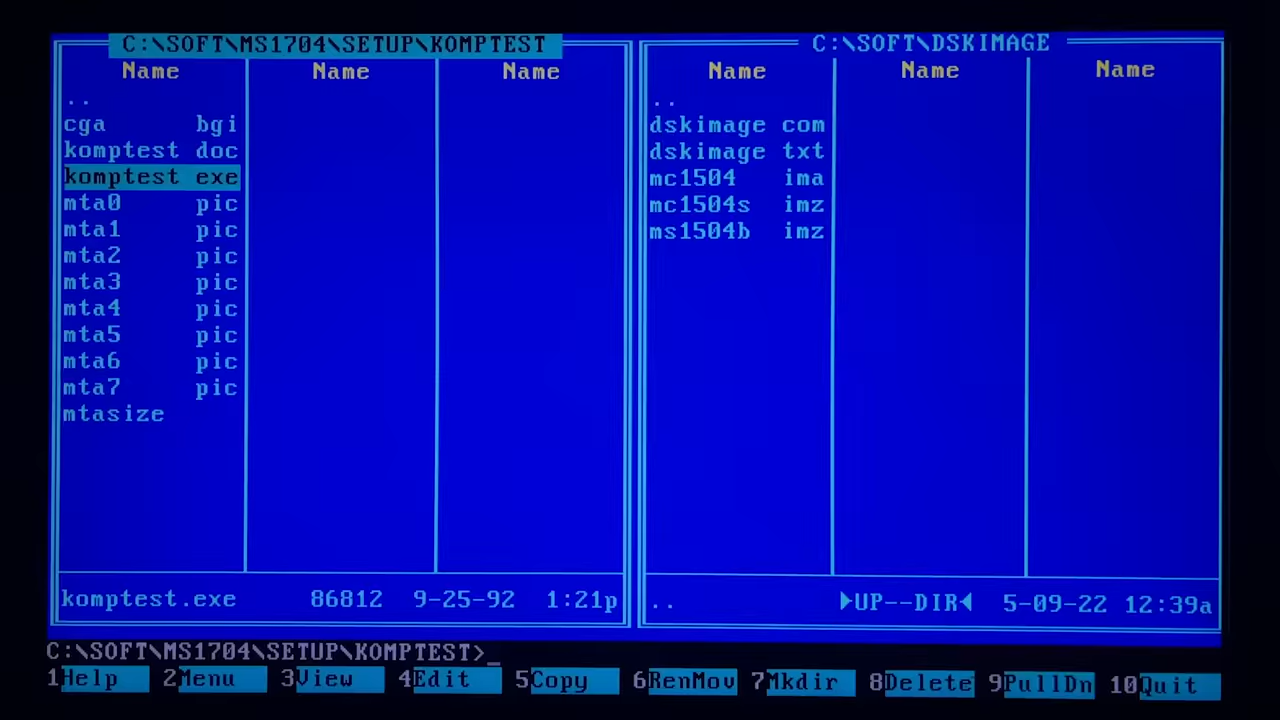 C:\SOFT\MS1704\SETUP\KOMPTEST
Name Name Name
..
cga bgi
komptest doc
komptest exe
mta0 pic
mta1 pic
mta2 pic
mta3 pic
mta4 pic
mta5 pic
mta6 pic
mta7 pic
mtasize
komptest.exe 86812 9-25-92 1:21p
C:\SOFT\DSKIMAGE
Name Name Name
..
dskimage com
dskimage txt
mc1504 ima
mc1504s imz
ms1504b imz
.. ►UP--DIR◄ 5-09-22 12:39a
C:\SOFT\MS1704\SETUP\KOMPTEST>_
1Help 2Menu 3View 4Edit 5Copy 6RenMov 7Mkdir 8Delete 9PullDn 10Quit